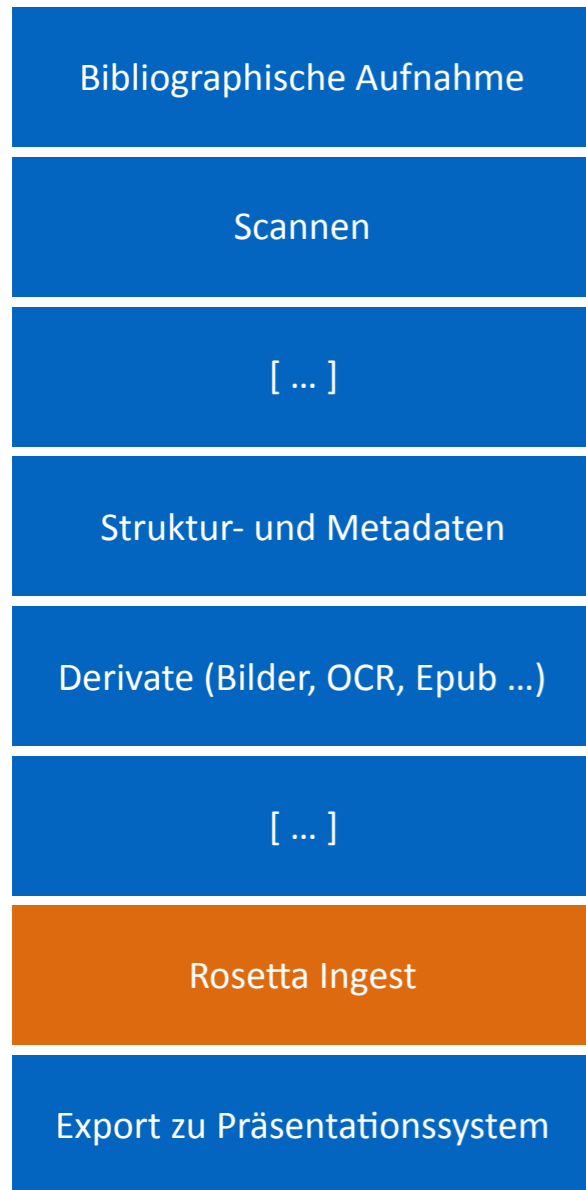 Bibliographische Aufnahme
Scannen
[ … ]
Struktur- und Metadaten
Derivate (Bilder, OCR, Epub …)
[ … ]
Rosetta Ingest
Export zu Präsentationssystem